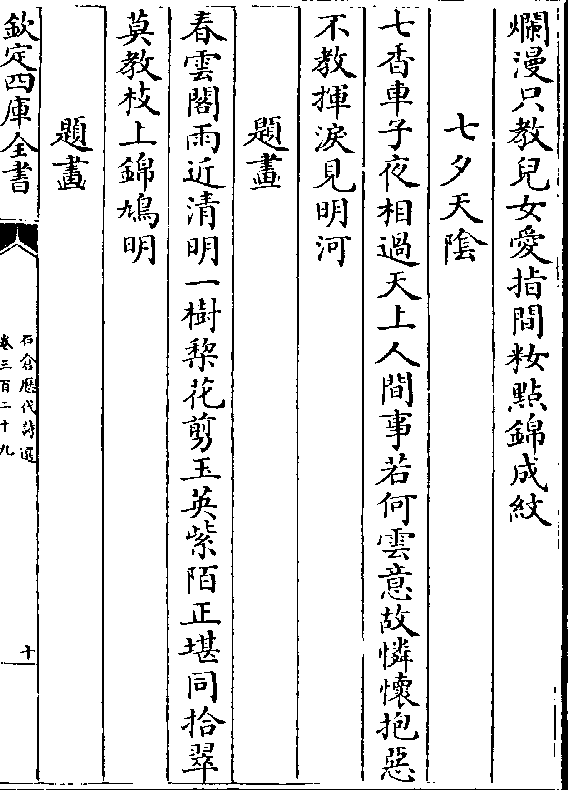 爛漫只教兒女愛指間籹點錦成紋
七夕天陰
七香車子夜相過天上人間事若何雲意故憐懷抱惡
不教揮淚見明河
題畫
春雲閣雨近清明一樹棃花剪玉英紫陌正堪同拾翠
莫教枝上錦鳩明
題畫
欽定四庫全書
石倉歷代詩選
卷三百二十九
十